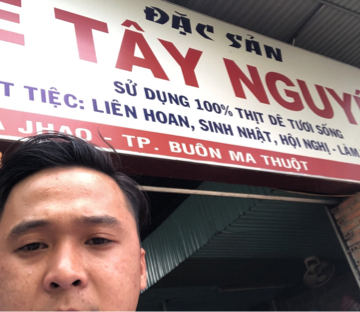 ĐẶC SẢN
Ê TÂY NGUY
SỬ DỤNG 100% THỊT DÊ TƯƠI SỐNG
T TIỆC: LIÊN HOAN, SINH NHẬT, HỘI NGHỊ - LÀM
A JHAO - TP. BUÔN MA THUỘT